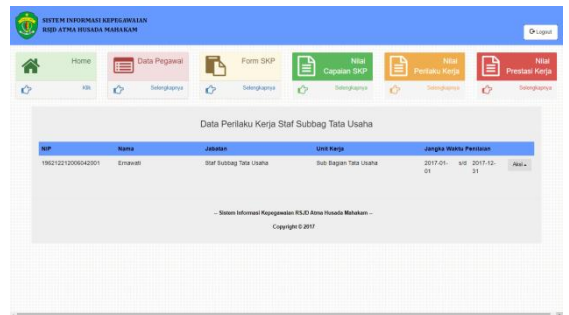 SISTEM INFORMASI KEPEGAWAIAN
RSJD ATMA HUSADA MAHAKAM
Logout
Home
Klik
Data Pegawai
Selengkapnya
Form SKP
Selengkapnya
Nilai
Capaian SKP
Selengkapnya
Nilai
Perilaku Kerja
Selengkapnya
Nilai
Prestasi Kerja
Selengkapnya
Data Perilaku Kerja Staf Subbag Tata Usaha
NIP Nama Jabatan Unit Kerja Jangka Waktu Penilaian
196212212006042001 Ernawati Staf Subbag Tata Usaha Sub Bagian Tata Usaha 2017-01-01 s/d 2017-12-31 Aksi
-- Sistem Informasi Kepegawaian RSJD Atma Husada Mahakam --
Copyright © 2017